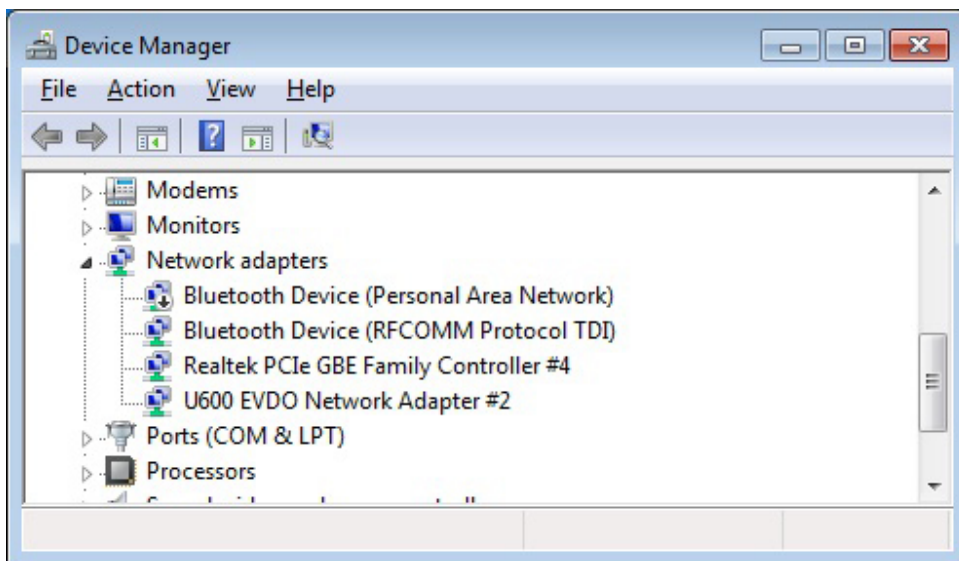 Device Manager
File Action View Help
Modems
Monitors
Network adapters
Bluetooth Device (Personal Area Network)
Bluetooth Device (RFCOMM Protocol TDI)
Realtek PCIe GBE Family Controller #4
U600 EVDO Network Adapter #2
Ports (COM & LPT)
Processors